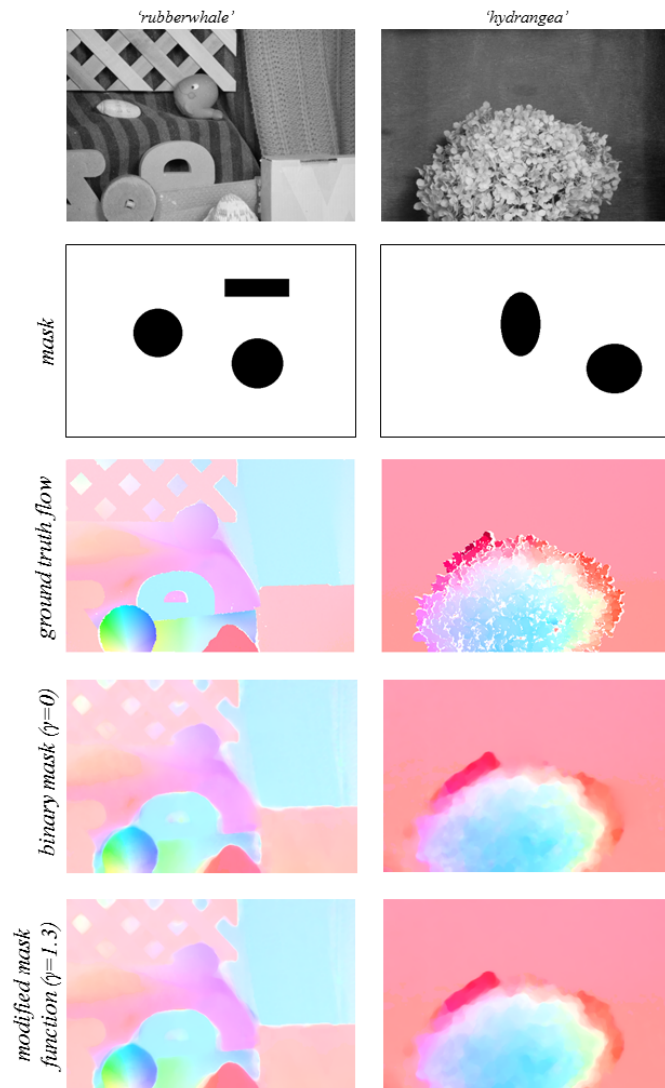 'rubberwhale'
'hydrangea'
mask
ground truth flow
binary mask (γ=0)
modified mask
function (γ=1.3)